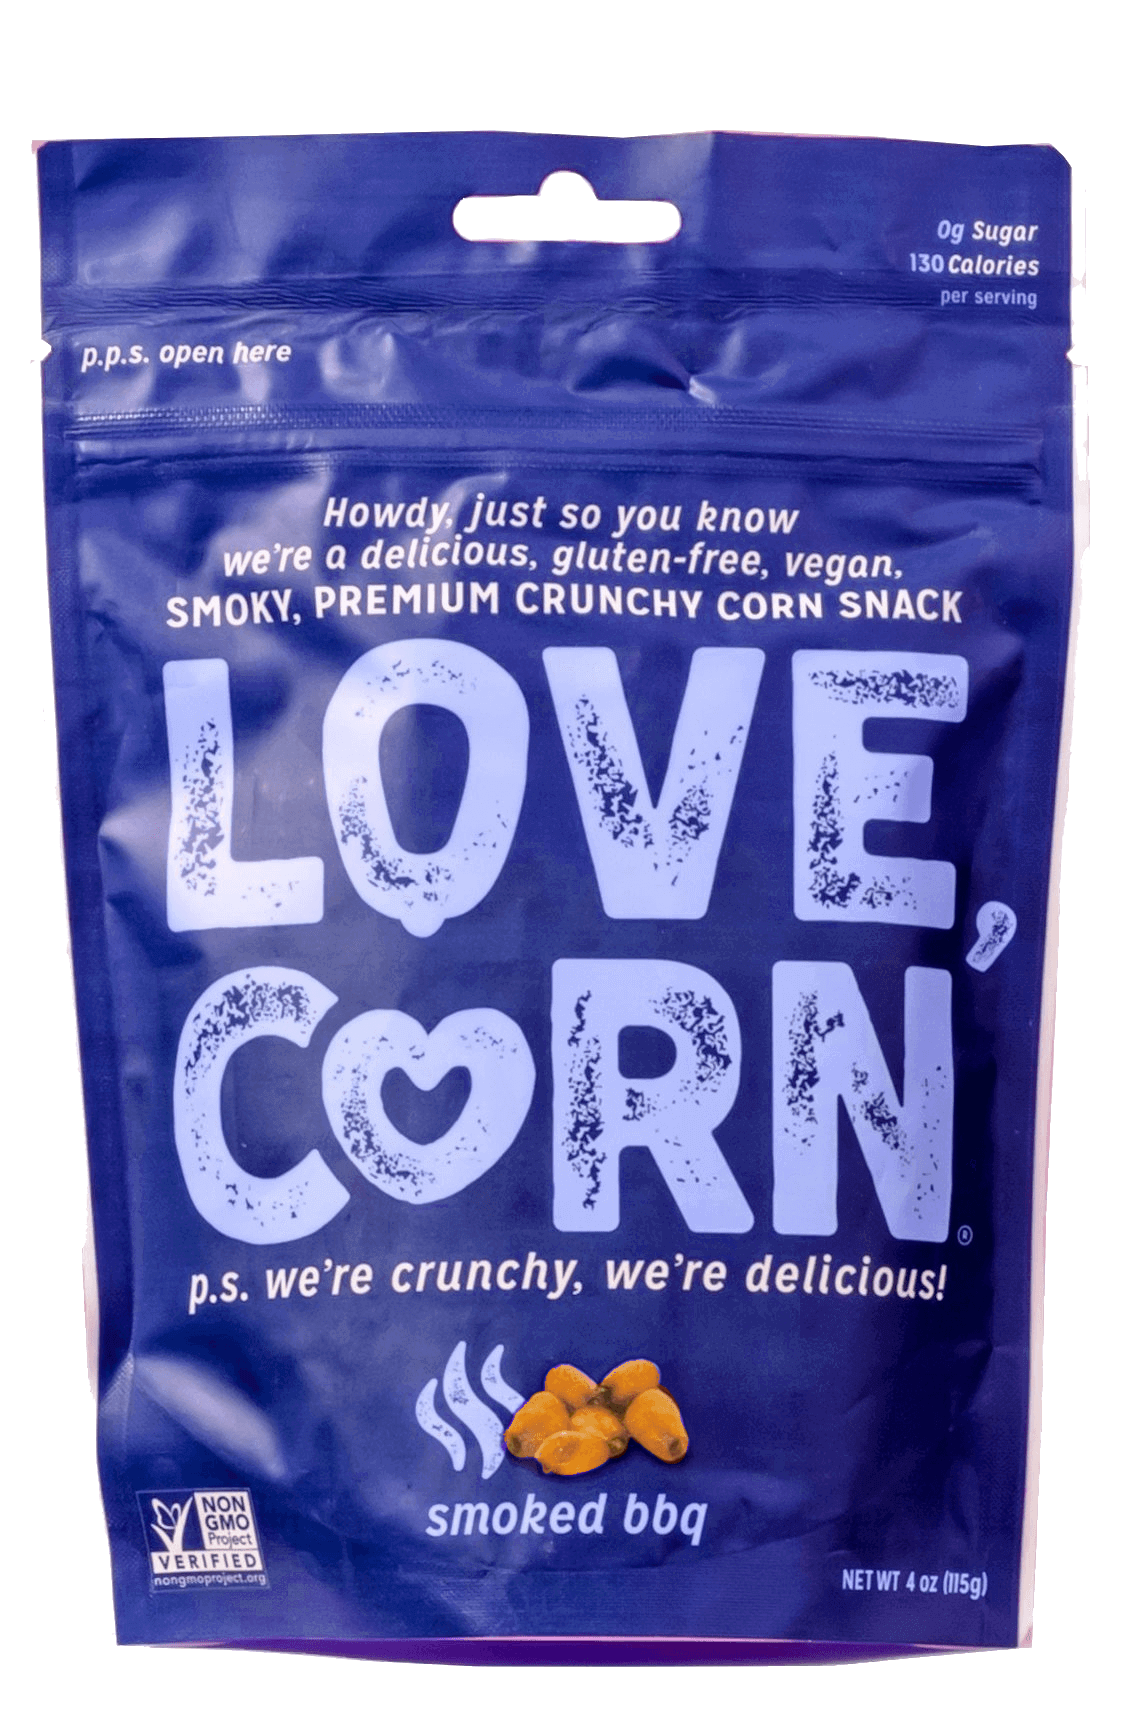 0g Sugar
130 Calories
per serving
p.p.s. open here
Howdy, just so you know
we're a delicious, gluten-free, vegan,
SMOKY, PREMIUM CRUNCHY CORN SNACK
LOVE,
CORN
®
p.s. we're crunchy, we're delicious!
smoked bbq
NON
GMO
Project
VERIFIED
nongmoproject.org
NET WT 4 oz (115g)